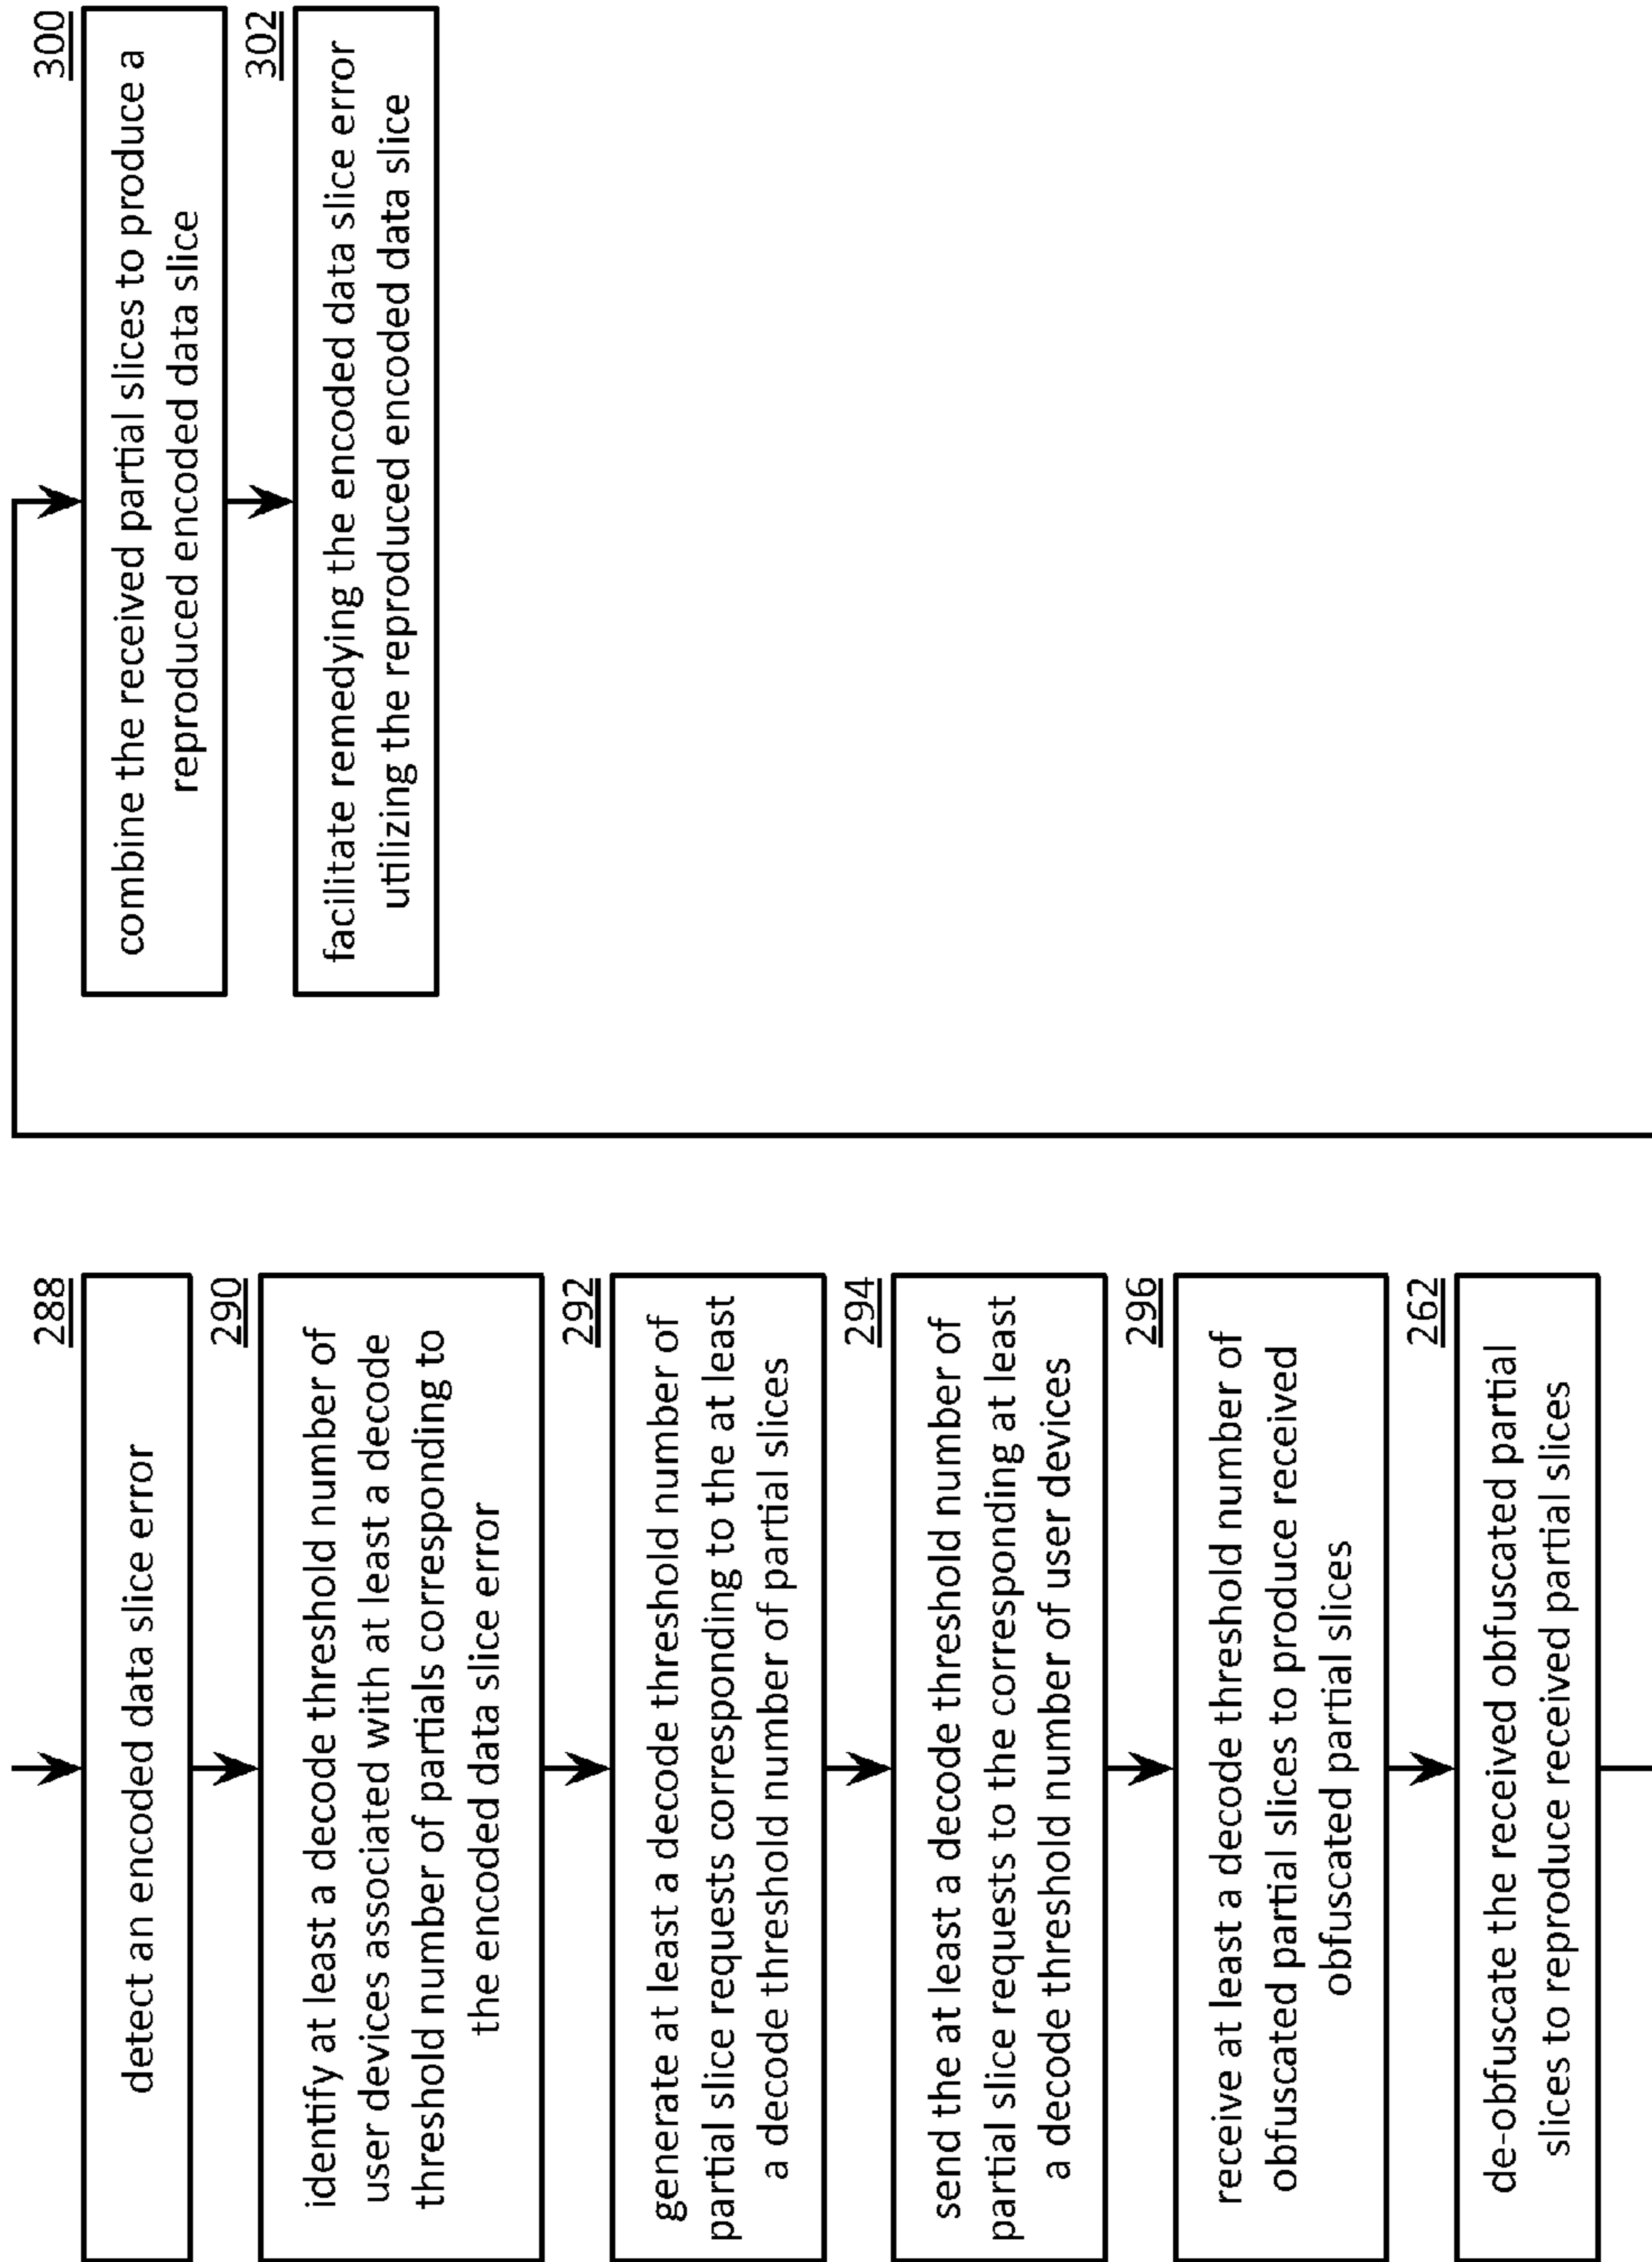 288
detect an encoded data slice error
290
identify at least a decode threshold number of
user devices associated with at least a decode
threshold number of partials corresponding to
the encoded data slice error
292
generate at least a decode threshold number of
partial slice requests corresponding to the at least
a decode threshold number of partial slices
294
send the at least a decode threshold number of
partial slice requests to the corresponding at least
a decode threshold number of user devices
296
receive at least a decode threshold number of
obfuscated partial slices to produce received
obfuscated partial slices
262
de-obfuscate the received obfuscated partial
slices to reproduce received partial slices
300
combine the received partial slices to produce a
reproduced encoded data slice
302
facilitate remedying the encoded data slice error
utilizing the reproduced encoded data slice